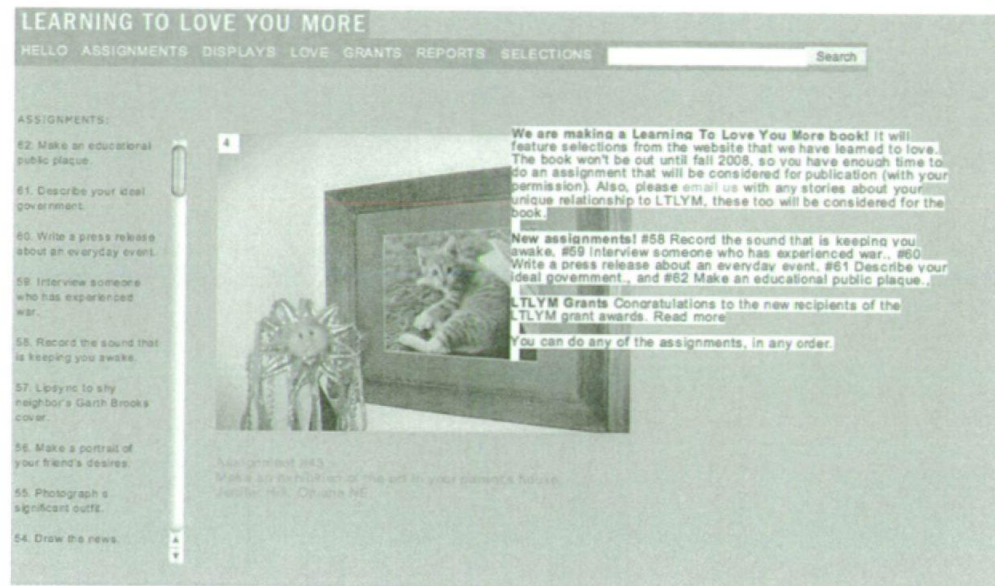 LEARNING TO LOVE YOU MORE
HELLO ASSIGNMENTS DISPLAYS LOVE GRANTS REPORTS SELECTIONS Search
ASSIGNMENTS:
62. Make an educational
public plaque.
61. Describe your ideal
government.
60. Write a press release
about an everyday event.
59. Interview someone
who has experienced
war.
58. Record the sound that
is keeping you awake.
57. Lipsync to shy
neighbor's Garth Brooks
cover.
56. Make a portrait of
your friend's desires.
55. Photograph a
significant outfit.
54. Draw the news.
4
We are making a Learning To Love You More book! It will
feature selections from the website that we have learned to love.
The book won't be out until fall 2008, so you have enough time to
do an assignment that will be considered for publication (with your
permission). Also, please email us with any stories about your
unique relationship to LTLYM, these too will be considered for the
book.
New assignments! #58 Record the sound that is keeping you
awake, #59 Interview someone who has experienced war., #60
Write a press release about an everyday event, #61 Describe your
ideal government., and #62 Make an educational public plaque.,
LTLYM Grants Congratulations to the new recipients of the
LTLYM grant awards. Read more
You can do any of the assignments, in any order.
Assignment #43
Make an exhibition of the art in your parent's house.
Jenifer Hill, Omaha NE